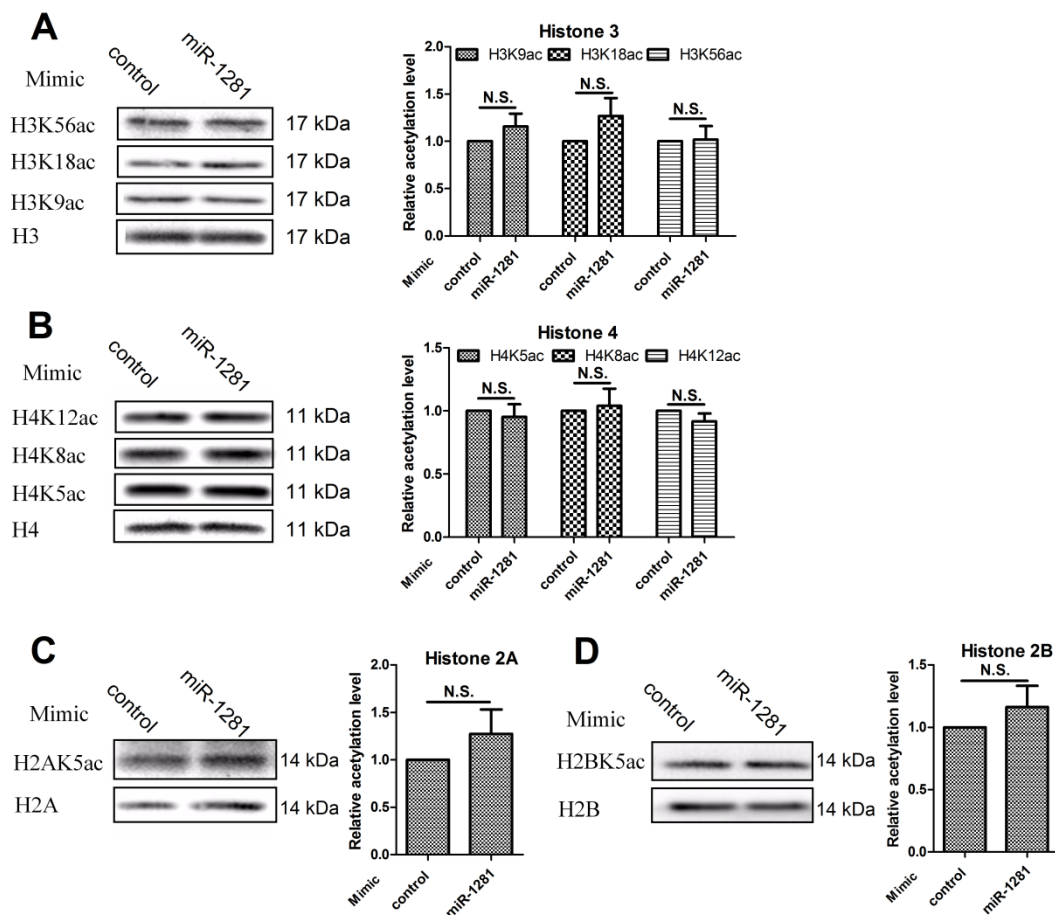 A
Mimic
control
miR-1281
H3K56ac 17 kDa
H3K18ac 17 kDa
H3K9ac 17 kDa
H3 17 kDa
Histone 3
H3K9ac H3K18ac H3K56ac
Relative acetylation level
2.0
1.5
1.0
0.5
0.0
N.S. N.S. N.S.
Mimic
control miR-1281 control miR-1281 control miR-1281
B
Mimic
control
miR-1281
H4K12ac 11 kDa
H4K8ac 11 kDa
H4K5ac 11 kDa
H4 11 kDa
Histone 4
H4K5ac H4K8ac H4K12ac
Relative acetylation level
1.5
1.0
0.5
0.0
N.S. N.S. N.S.
Mimic
control miR-1281 control miR-1281 control miR-1281
C
Mimic
control
miR-1281
H2AK5ac 14 kDa
H2A 14 kDa
Histone 2A
Relative acetylation level
2.0
1.5
1.0
0.5
0.0
N.S.
Mimic
control miR-1281
D
Mimic
control
miR-1281
H2BK5ac 14 kDa
H2B 14 kDa
Histone 2B
Relative acetylation level
1.5
1.0
0.5
0.0
N.S.
Mimic
control miR-1281